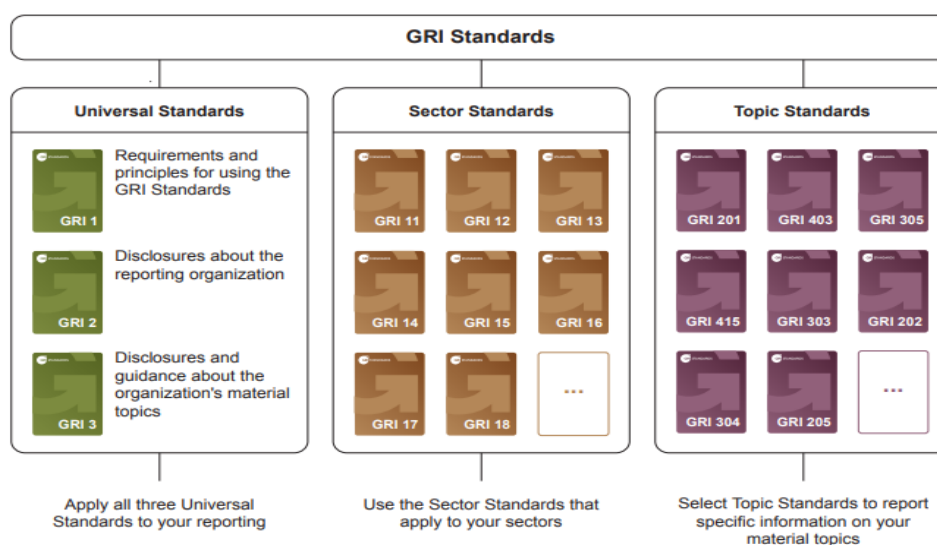 GRI Standards
Universal Standards
GRI 1
Requirements and
principles for using the
GRI Standards
GRI 2
Disclosures about the
reporting organization
GRI 3
Disclosures and
guidance about the
organization's material
topics
Apply all three Universal
Standards to your reporting
Sector Standards
GRI 11
GRI 12
GRI 13
GRI 14
GRI 15
GRI 16
GRI 17
GRI 18
...
Use the Sector Standards that
apply to your sectors
Topic Standards
GRI 201
GRI 403
GRI 305
GRI 415
GRI 303
GRI 202
GRI 304
GRI 205
...
Select Topic Standards to report
specific information on your
material topics